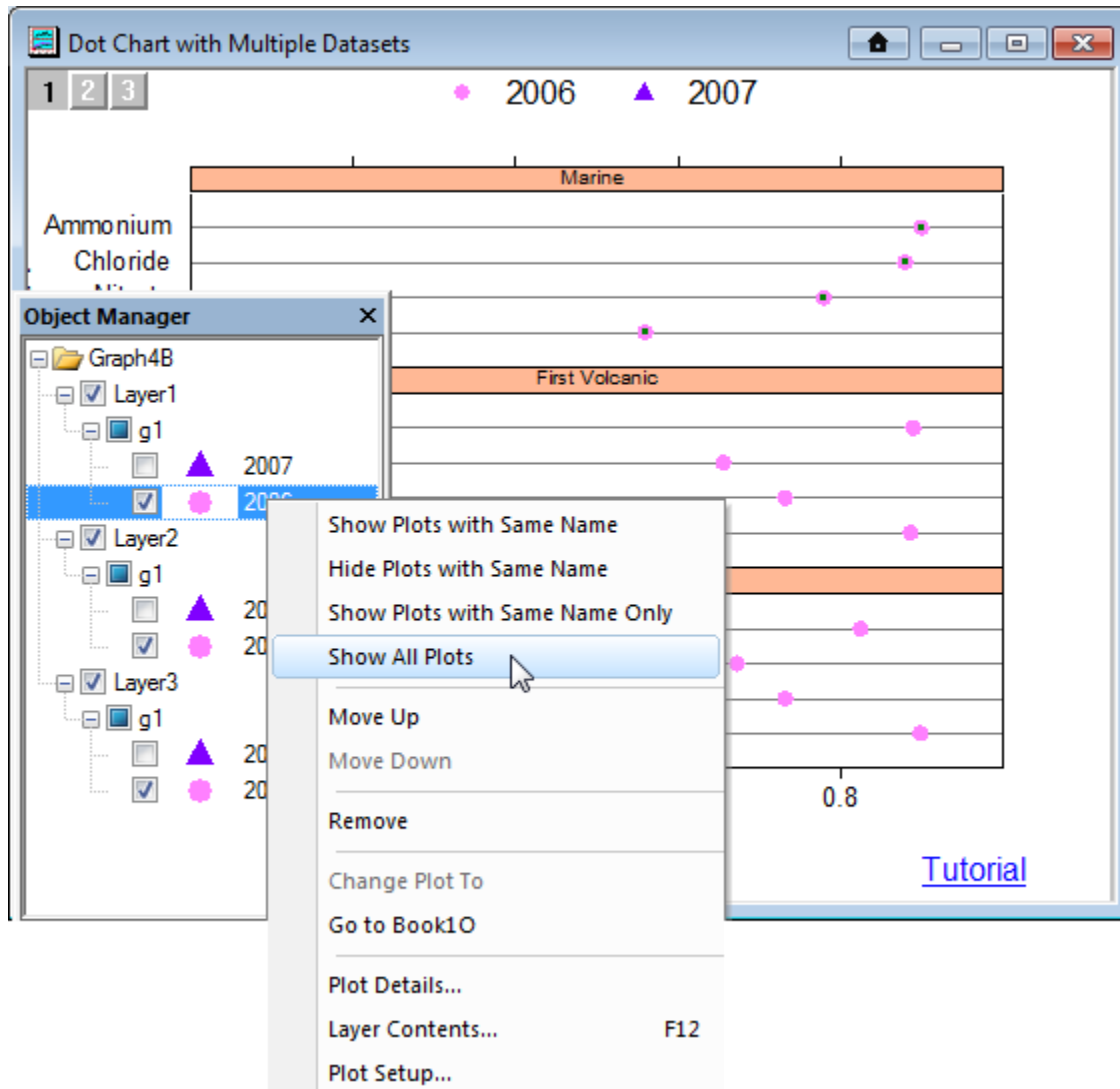 Dot Chart with Multiple Datasets
1 2 3
2006 2007
Marine
Ammonium
Chloride
Object Manager
Graph4B
First Volcanic
Layer1
g1
2007
Layer2
g1
20
Layer3
g1
20
20
Show Plots with Same Name
Hide Plots with Same Name
Show Plots with Same Name Only
Show All Plots
Move Up
Move Down
Remove
Change Plot To
Go to Book1O
Plot Details...
Layer Contents... F12
Plot Setup...
0.8
Tutorial